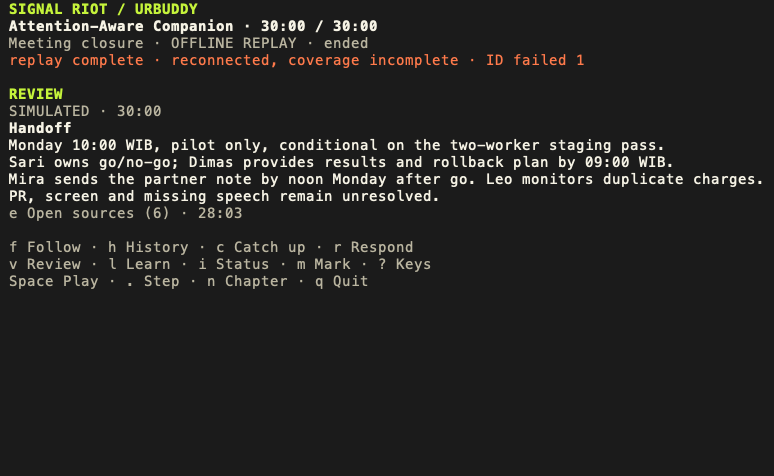 SIGNAL RIOT / URBUDDY
Attention-Aware Companion · 30:00 / 30:00
Meeting closure · OFFLINE REPLAY · ended
replay complete · reconnected, coverage incomplete · ID failed 1
REVIEW
SIMULATED · 30:00
Handoff
Monday 10:00 WIB, pilot only, conditional on the two-worker staging pass.
Sari owns go/no-go; Dimas provides results and rollback plan by 09:00 WIB.
Mira sends the partner note by noon Monday after go. Leo monitors duplicate charges.
PR, screen and missing speech remain unresolved.
e Open sources (6) · 28:03
f Follow · h History · c Catch up · r Respond
v Review · l Learn · i Status · m Mark · ? Keys
Space Play · . Step · n Chapter · q Quit